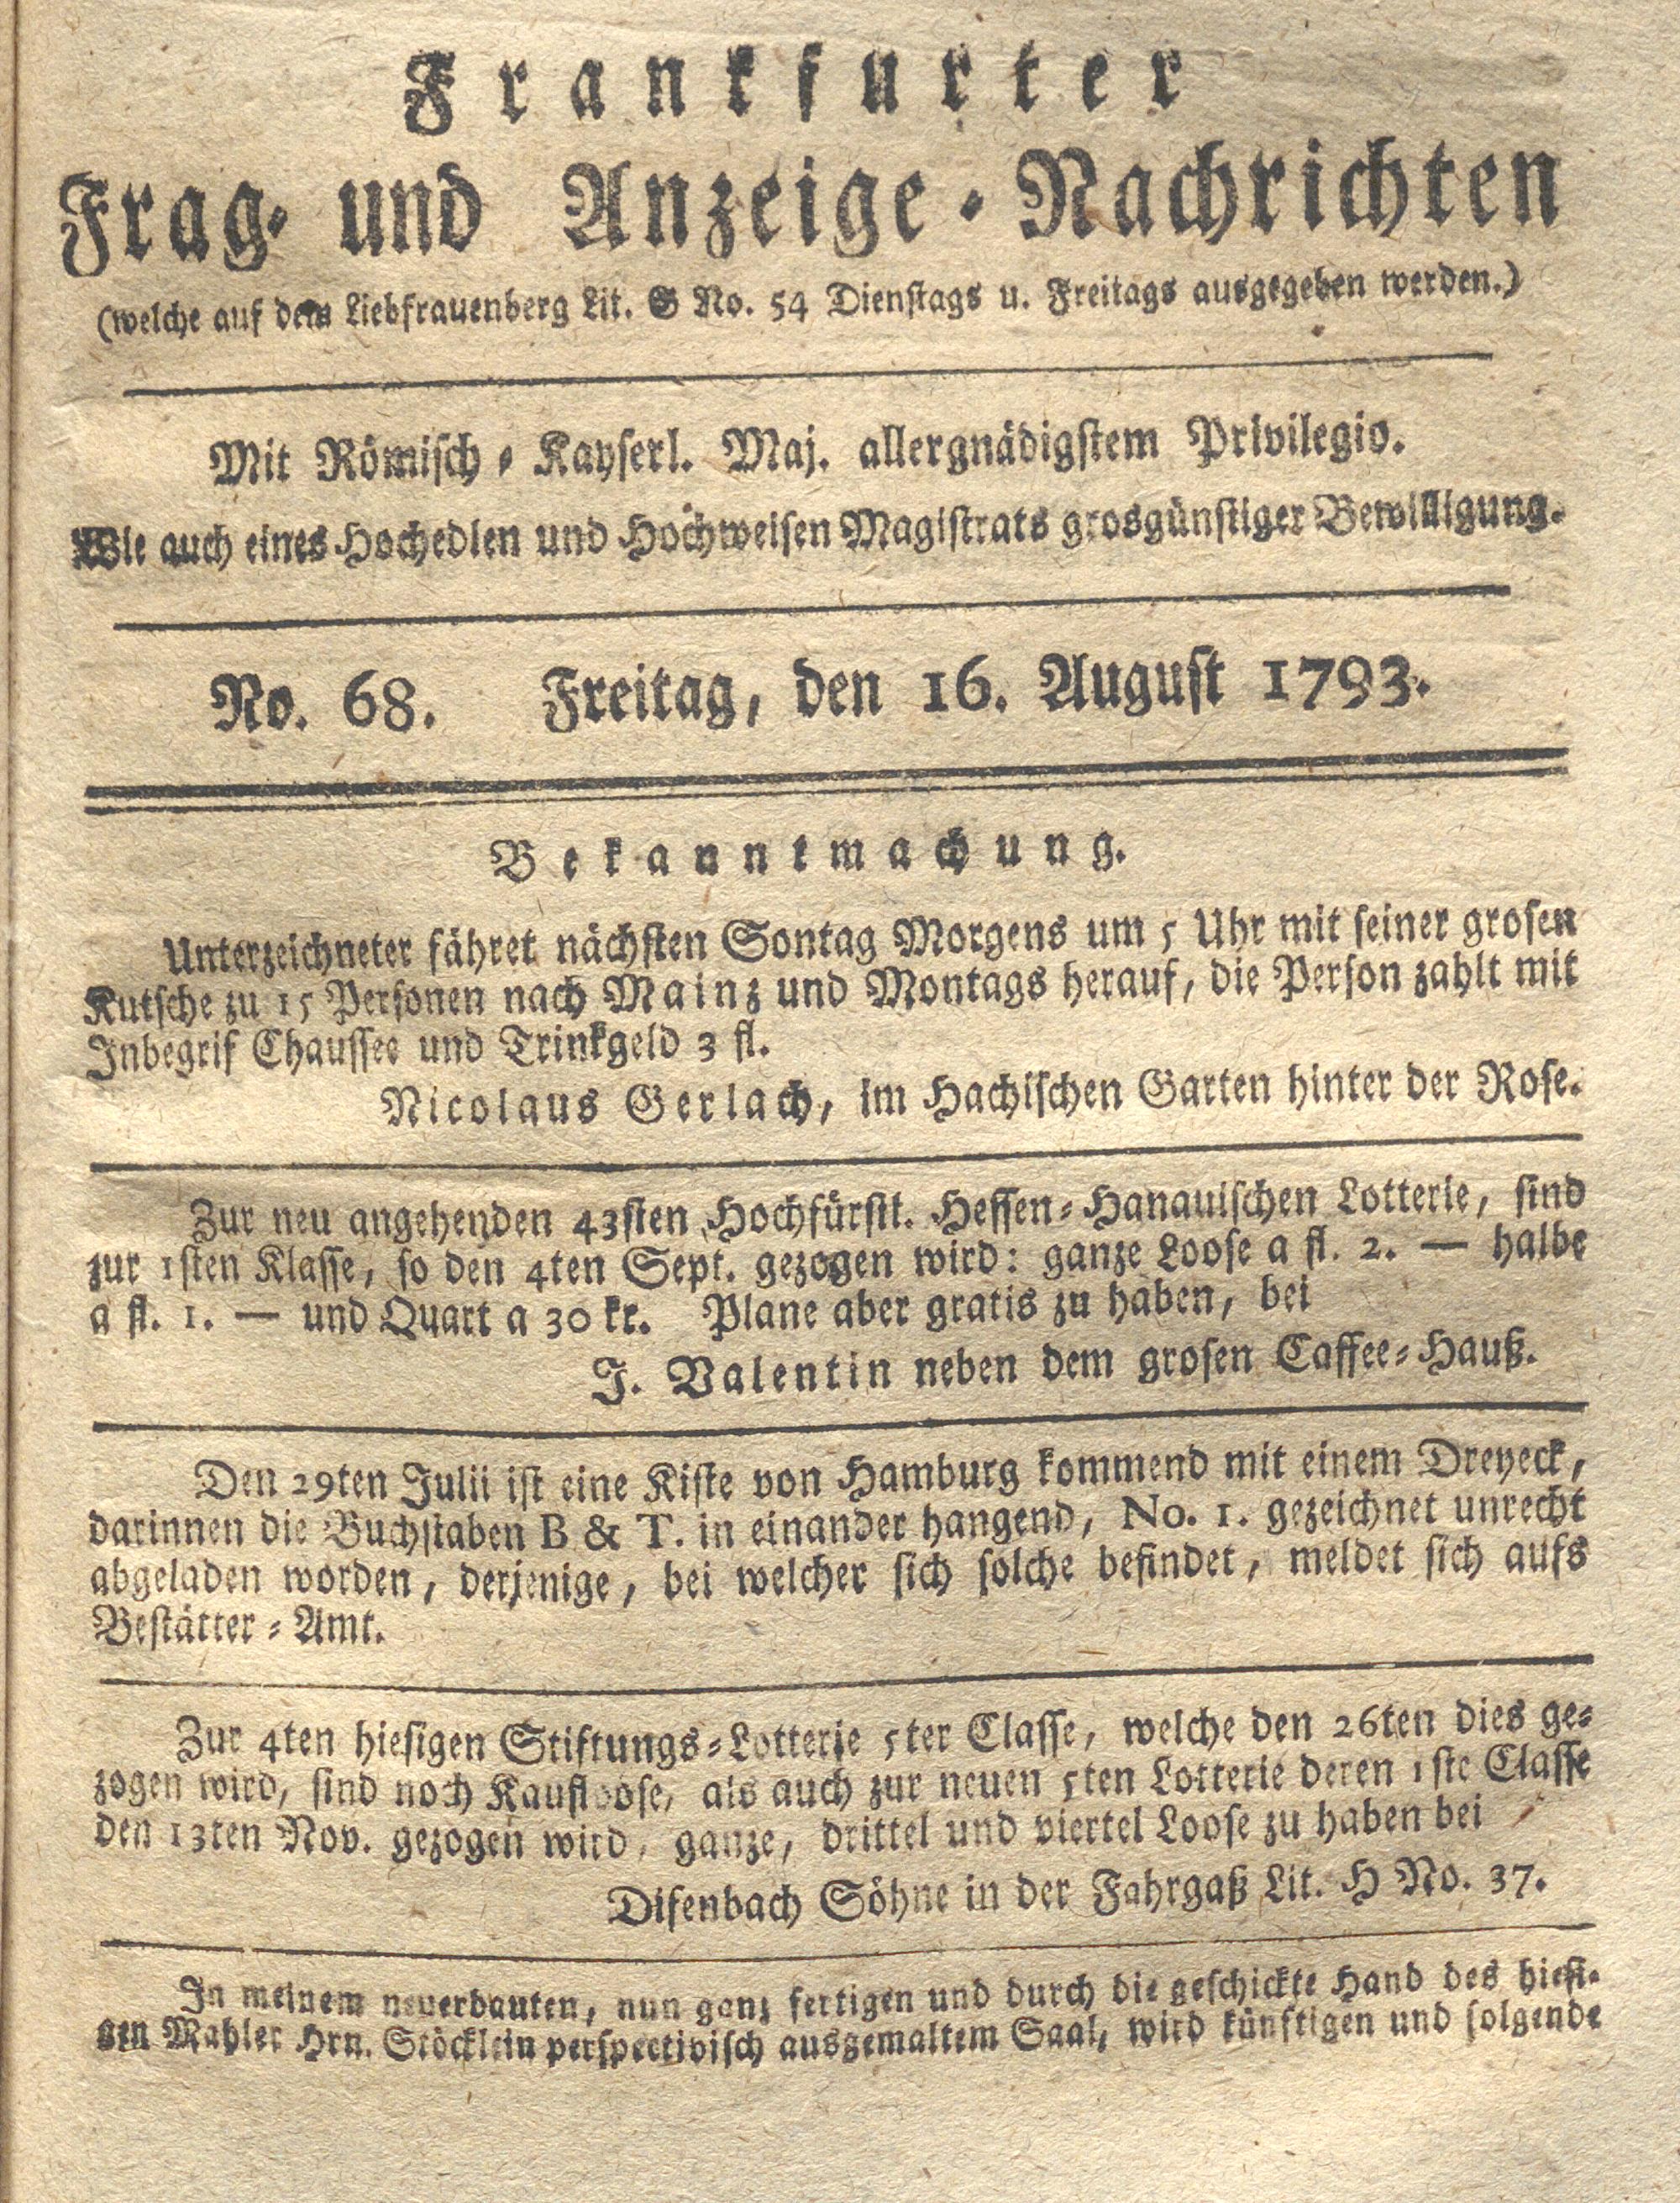 Frankfurter
Frag- und Anzeige-Nachrichten
(welche auf dem Liebfrauenberg Lit. G No. 54 Dienstags u. Freitags ausgegeben werden.)
Mit Römisch-Kayserl. Maj. allergnädigstem Privilegio.
Wie auch eines Hochedlen und Hochweisen Magistrats grosgünstiger Bewilligung.
No. 68. Freitag, den 16. August 1793.
Bekanntmachung.
Unterzeichneter fähret nächsten Sontag Morgens um 5 Uhr mit seiner grosen
Kutsche zu 15 Personen nach Mainz und Montags herauf, die Person zahlt mit
Inbegrif Chaussee und Trinkgeld 3 fl.
Nicolaus Gerlach, im Hachischen Garten hinter der Rose.
Zur neu angehenden 43sten Hochfürstl. Hessen-Hanauischen Lotterie, sind
zur 1sten Klasse, so den 4ten Sept. gezogen wird: ganze Loose a fl. 2. — halbe
a fl. 1. — und Quart a 30 kr. Plane aber gratis zu haben, bei
J. Valentin neben dem grosen Caffee-Hauß.
Den 29ten Julii ist eine Kiste von Hamburg kommend mit einem Dreyeck,
darinnen die Buchstaben B & T. in einander hangend, No. 1. gezeichnet unrecht
abgeladen worden, derjenige, bei welcher sich solche befindet, meldet sich aufs
Bestätter-Amt.
Zur 4ten hiesigen Stiftungs-Lotterie 5ter Classe, welche den 26ten dies ge-
zogen wird, sind noch Kaufloose, als auch zur neuen 5ten Lotterie deren 1ste Classe
den 13ten Nov. gezogen wird, ganze, drittel und viertel Loose zu haben bei
Difenbach Söhne in der Fahrgaß Lit. H No. 37.
In meinem neuerbauten, nun ganz fertigen und durch die geschickte Hand des hiesi-
gen Mahler Hrn. Stöcklein perspectivisch ausgemaltem Saal, wird künftigen und folgende